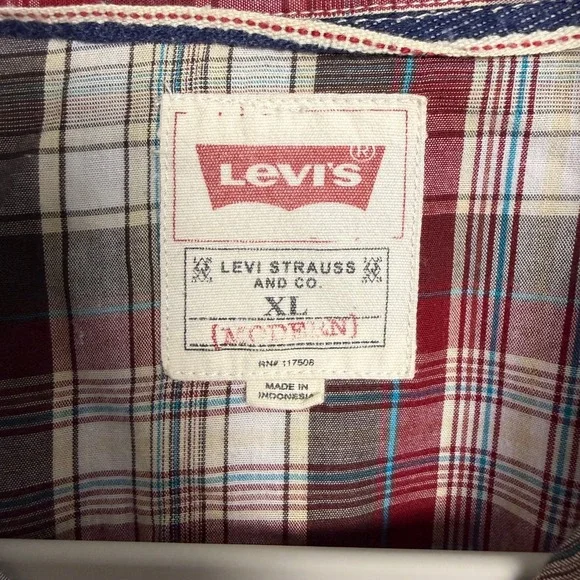 LEVI'S®
LEVI STRAUSS
AND CO.
XL
[MODERN]
RN# 117508
MADE IN
INDONESIA